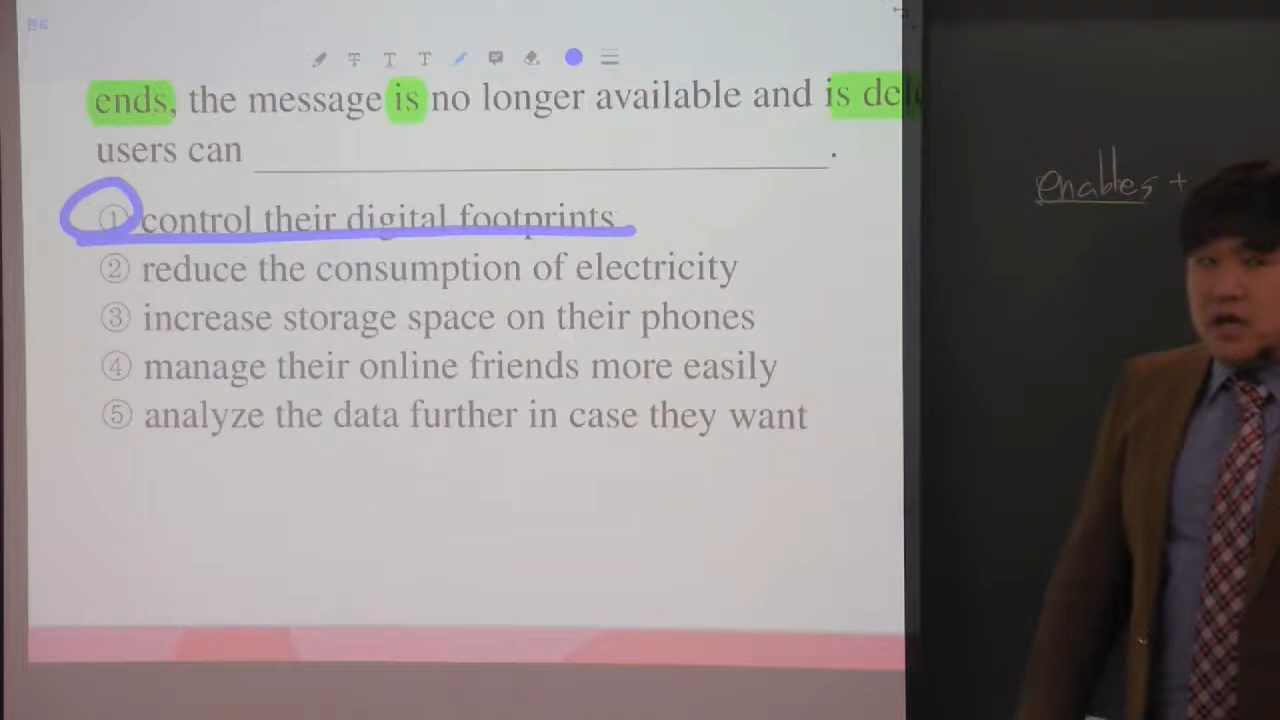 ends, the message is no longer available and is
users can ____________.
① control their digital footprints
② reduce the consumption of electricity
③ increase storage space on their phones
④ manage their online friends more easily
⑤ analyze the data further in case they want
enables +